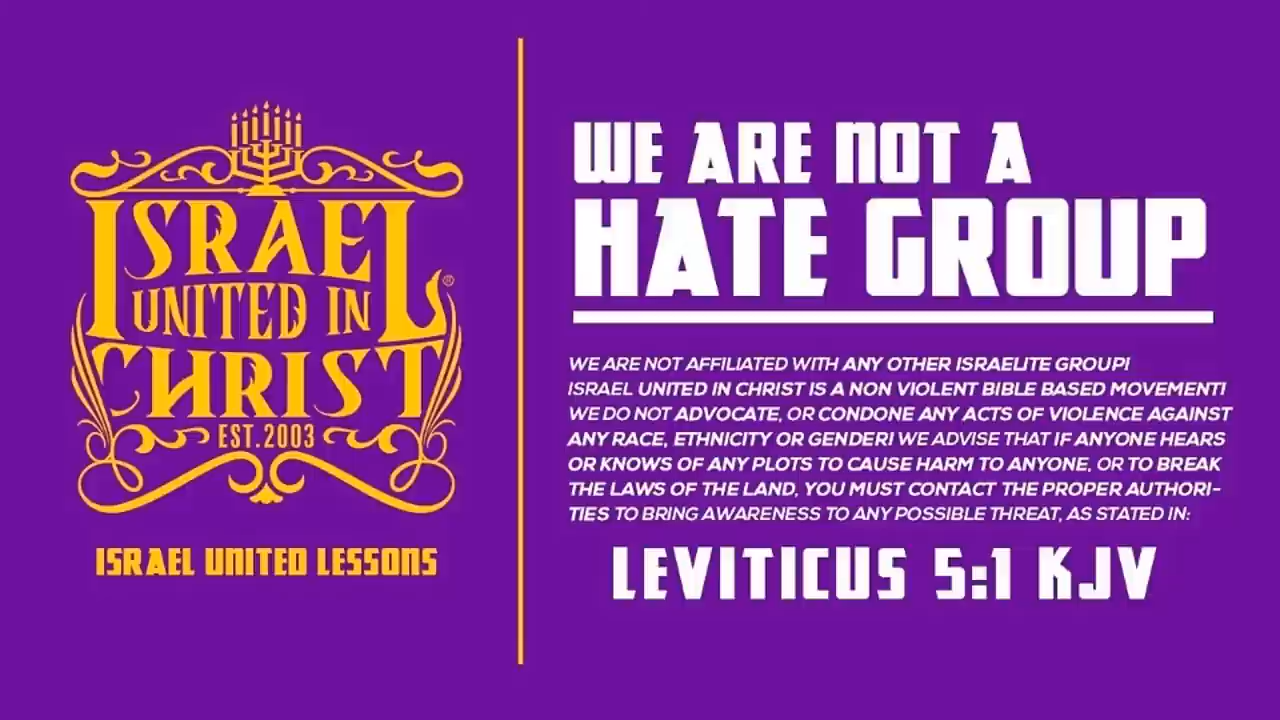 ISRAEL
UNITED IN
CHRIST
EST.2003
ISRAEL UNITED LESSONS
WE ARE NOT A
HATE GROUP
WE ARE NOT AFFILIATED WITH ANY OTHER ISRAELITE GROUP!
ISRAEL UNITED IN CHRIST IS A NON VIOLENT BIBLE BASED MOVEMENT!
WE DO NOT ADVOCATE, OR CONDONE ANY ACTS OF VIOLENCE AGAINST
ANY RACE, ETHNICITY OR GENDER! WE ADVISE THAT IF ANYONE HEARS
OR KNOWS OF ANY PLOTS TO CAUSE HARM TO ANYONE, OR TO BREAK
THE LAWS OF THE LAND, YOU MUST CONTACT THE PROPER AUTHORI-
TIES TO BRING AWARENESS TO ANY POSSIBLE THREAT, AS STATED IN:
LEVITICUS 5:1 KJV